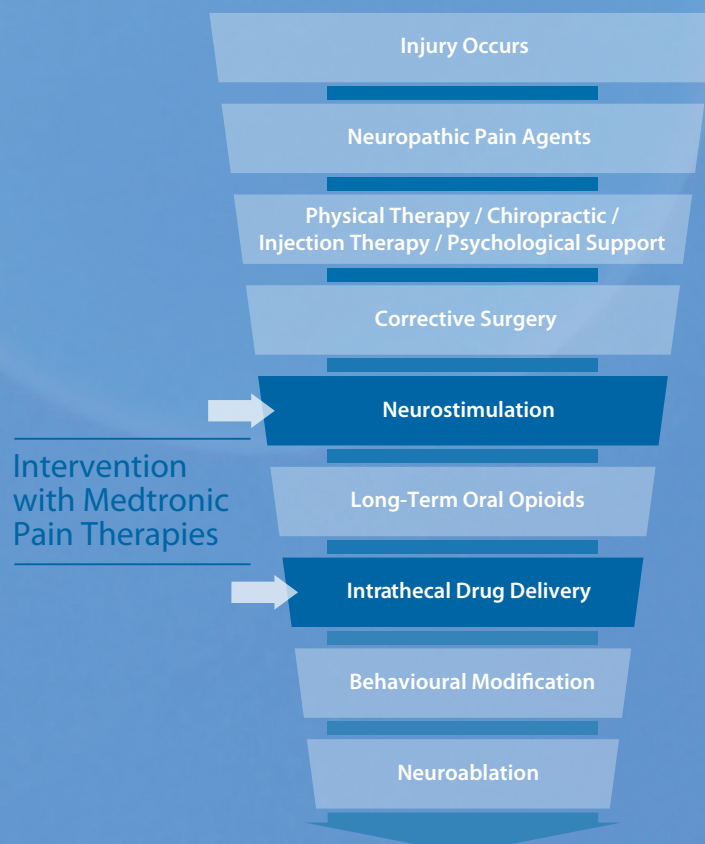 Injury Occurs
Neuropathic Pain Agents
Physical Therapy / Chiropractic /
Injection Therapy / Psychological Support
Corrective Surgery
Neurostimulation
Intervention
with Medtronic
Pain Therapies
Long-Term Oral Opioids
Intrathecal Drug Delivery
Behavioural Modification
Neuroablation